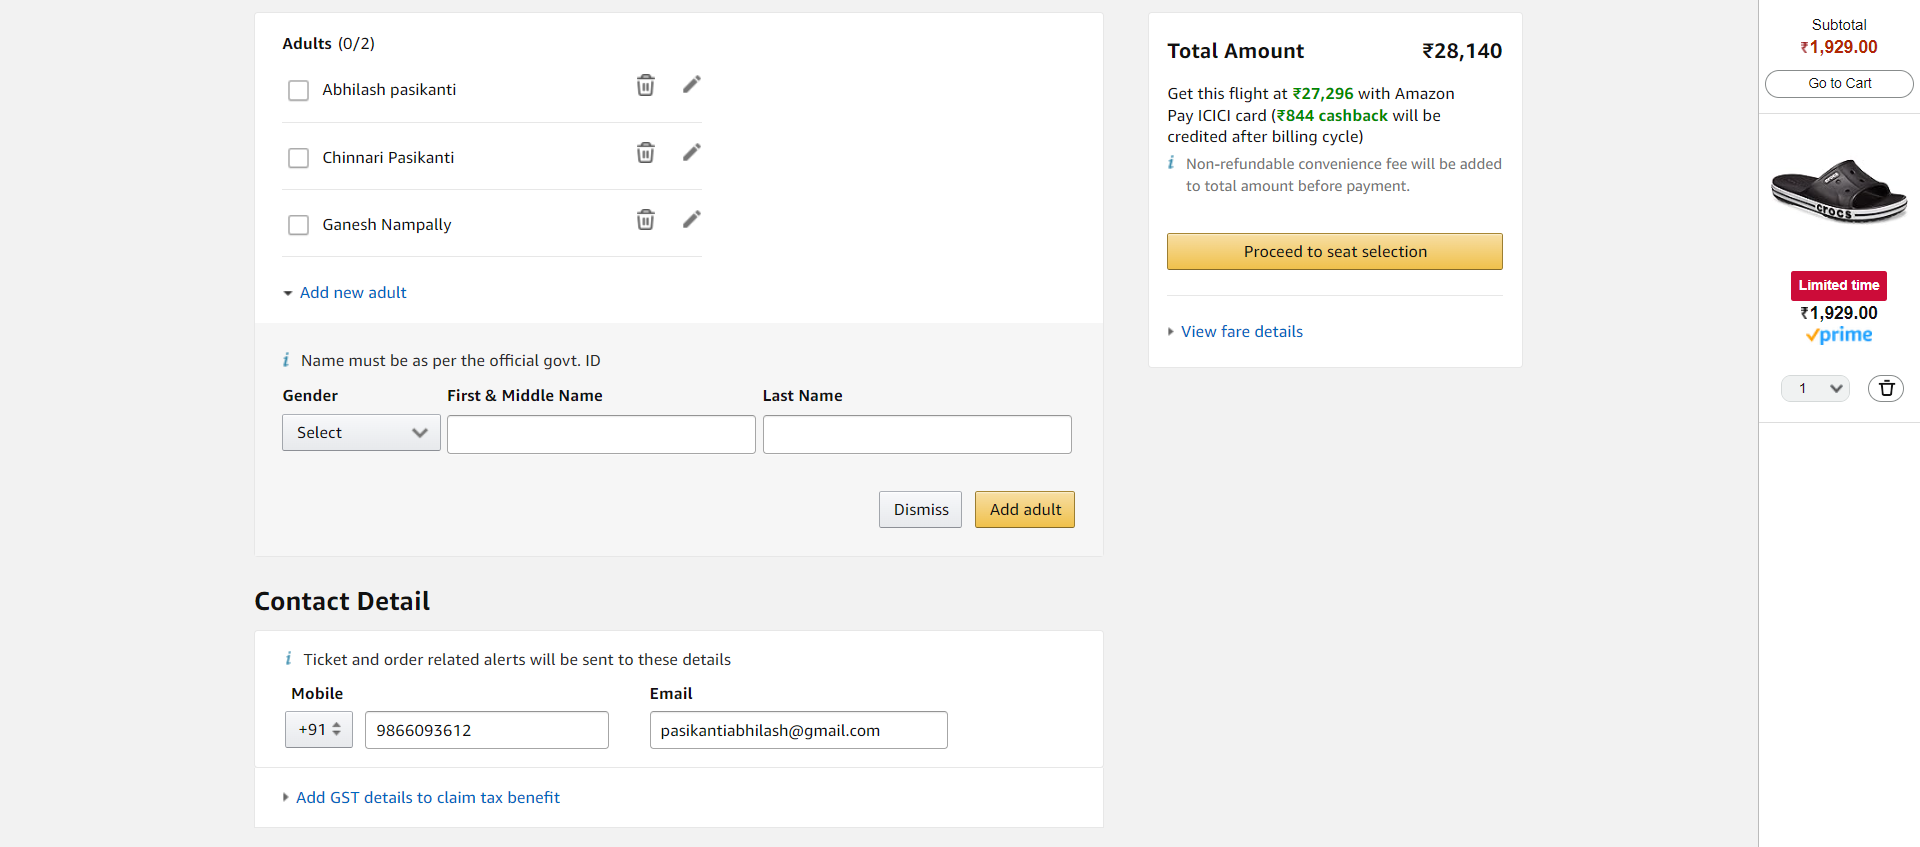 Adults (0/2)
Abhilash pasikanti
Chinnari Pasikanti
Ganesh Nampally
Add new adult
Name must be as per the official govt. ID
Gender First & Middle Name Last Name
Select
Dismiss Add adult
Contact Detail
Ticket and order related alerts will be sent to these details
Mobile Email
+91 9866093612 pasikantiabhilash@gmail.com
Add GST details to claim tax benefit
Total Amount ₹28,140
Get this flight at ₹27,296 with Amazon
Pay ICICI card (₹844 cashback will be
credited after billing cycle)
Non-refundable convenience fee will be added
to total amount before payment.
Proceed to seat selection
View fare details
Subtotal
₹1,929.00
Go to Cart
crocs
Limited time
₹1,929.00
prime
1